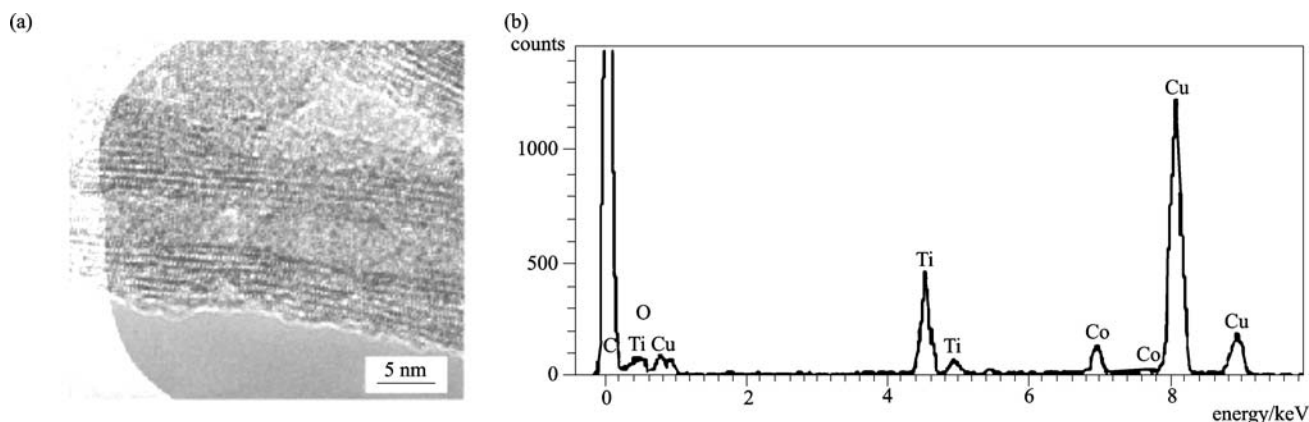 (a)
(b)
counts
1000
500
0
Cu
Ti
O
C Ti Cu
Ti
Co
Co
Cu
5 nm
0 2 4 6 8
energy/keV